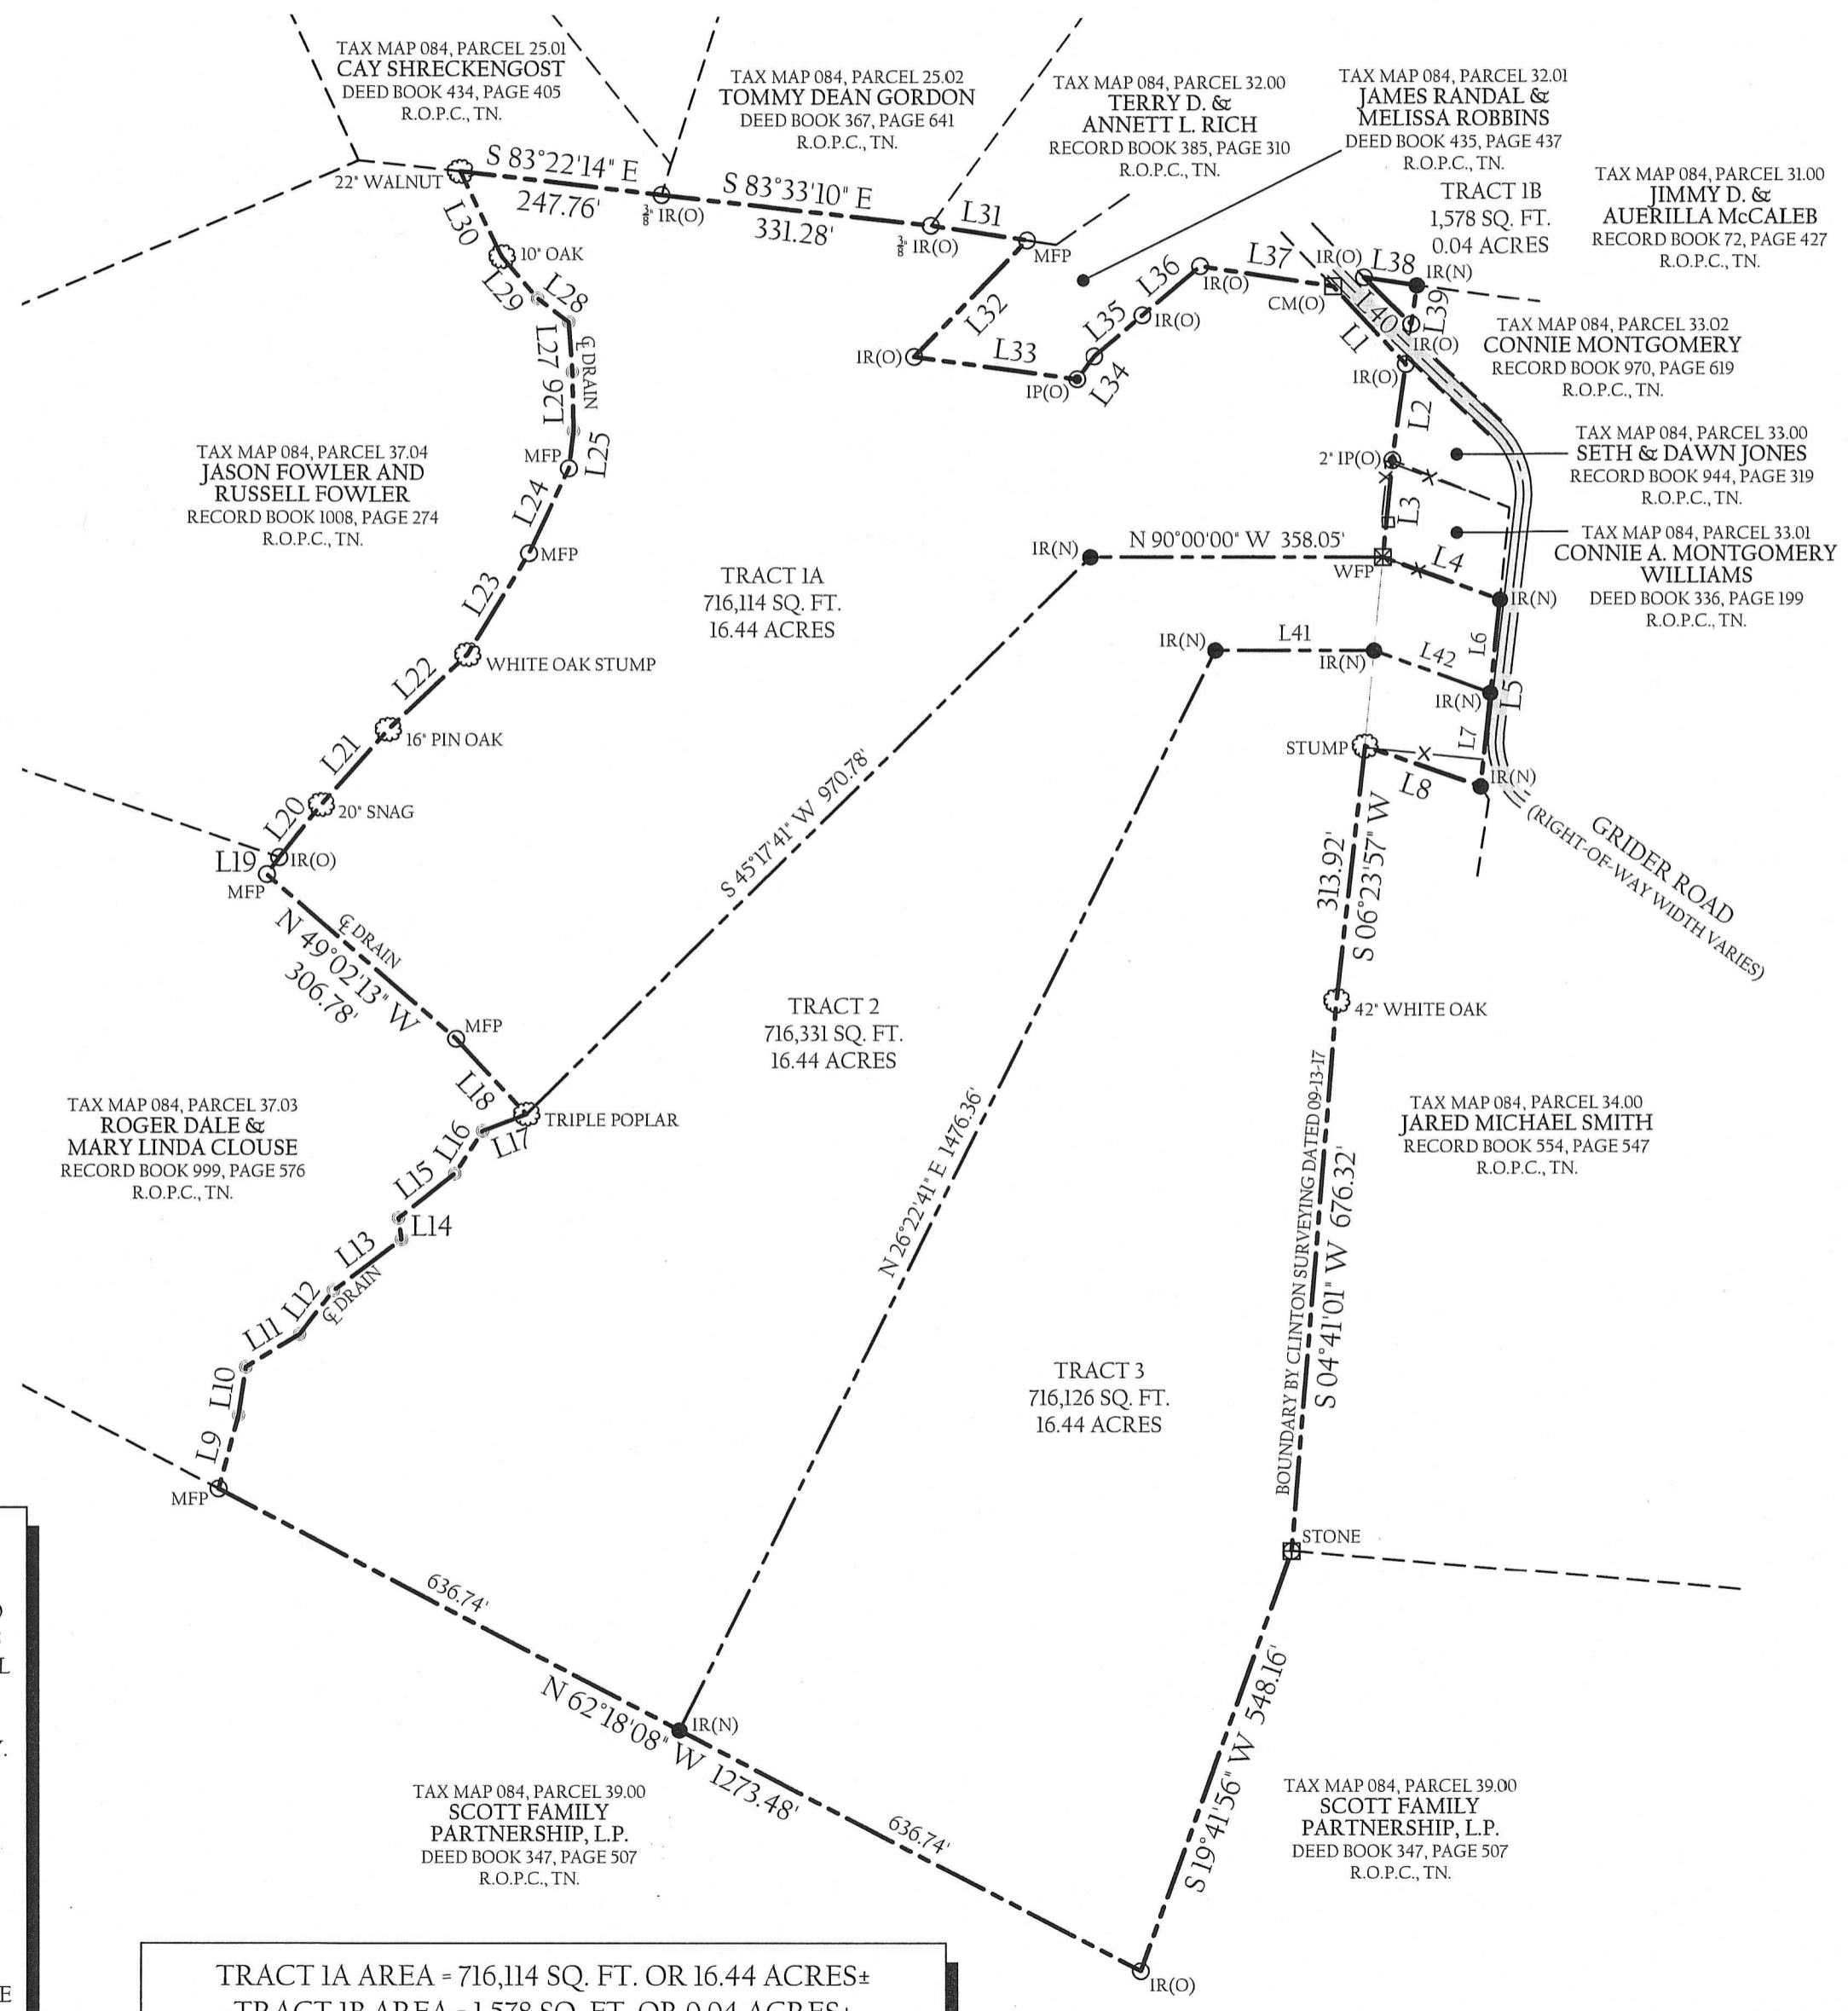 TAX MAP 084, PARCEL 25.01
CAY SHRECKENGOST
DEED BOOK 434, PAGE 405
R.O.P.C., TN.
TAX MAP 084, PARCEL 25.02
TOMMY DEAN GORDON
DEED BOOK 367, PAGE 641
R.O.P.C., TN.
TAX MAP 084, PARCEL 32.00
TERRY D. &
ANNETT L. RICH
RECORD BOOK 385, PAGE 310
R.O.P.C., TN.
TAX MAP 084, PARCEL 32.01
JAMES RANDAL &
MELISSA ROBBINS
DEED BOOK 435, PAGE 437
R.O.P.C., TN.
TRACT 1B
1,578 SQ. FT.
0.04 ACRES
TAX MAP 084, PARCEL 31.00
JIMMY D. &
AUERILLA McCALEB
RECORD BOOK 72, PAGE 427
R.O.P.C., TN.
22" WALNUT
S 83°22'14" E
247.76'
3/8" IR(O)
S 83°33'10" E
331.28'
3/8" IR(O)
L31
MFP
L30
10" OAK
L29
L28
L27
L26
℄ DRAIN
L25
MFP
L24
MFP
L32
IR(O)
L33
IP(O)
L34
L35
IR(O)
L36
IR(O)
L37
CM(O)
IR(O)
L38
IR(N)
L39
L40
IR(O)
L1
IR(O)
L2
2" IP(O)
L3
TAX MAP 084, PARCEL 33.02
CONNIE MONTGOMERY
RECORD BOOK 970, PAGE 619
R.O.P.C., TN.
TAX MAP 084, PARCEL 33.00
SETH & DAWN JONES
RECORD BOOK 944, PAGE 319
R.O.P.C., TN.
TAX MAP 084, PARCEL 33.01
CONNIE A. MONTGOMERY
WILLIAMS
DEED BOOK 336, PAGE 199
R.O.P.C., TN.
TAX MAP 084, PARCEL 37.04
JASON FOWLER AND
RUSSELL FOWLER
RECORD BOOK 1008, PAGE 274
R.O.P.C., TN.
IR(N)
N 90°00'00" W 358.05'
WFP
L4
IR(N)
TRACT 1A
716,114 SQ. FT.
16.44 ACRES
L23
WHITE OAK STUMP
L22
16" PIN OAK
L21
20" SNAG
L20
IR(O)
L19
MFP
IR(N)
L41
IR(N)
L42
IR(N)
L6
L5
L7
STUMP
L8
IR(N)
GRIDER ROAD
(RIGHT-OF-WAY WIDTH VARIES)
S 45°17'41" W 970.78'
313.92'
S 06°23'57" W
42" WHITE OAK
℄ DRAIN
N 49°02'13" W
306.78'
MFP
L18
TRIPLE POPLAR
TRACT 2
716,331 SQ. FT.
16.44 ACRES
TAX MAP 084, PARCEL 37.03
ROGER DALE &
MARY LINDA CLOUSE
RECORD BOOK 999, PAGE 576
R.O.P.C., TN.
L17
L16
L15
L14
L13
℄ DRAIN
L12
L11
L10
L9
MFP
N 26°22'41" E 1476.36'
BOUNDARY BY CLINTON SURVEYING DATED 09-13-17
S 04°41'01" W 676.32'
TAX MAP 084, PARCEL 34.00
JARED MICHAEL SMITH
RECORD BOOK 554, PAGE 547
R.O.P.C., TN.
TRACT 3
716,126 SQ. FT.
16.44 ACRES
STONE
636.74'
N 62°18'08" W 1273.48'
IR(N)
636.74'
S 19°41'56" W 548.16'
IR(O)
TAX MAP 084, PARCEL 39.00
SCOTT FAMILY
PARTNERSHIP, L.P.
DEED BOOK 347, PAGE 507
R.O.P.C., TN.
TAX MAP 084, PARCEL 39.00
SCOTT FAMILY
PARTNERSHIP, L.P.
DEED BOOK 347, PAGE 507
R.O.P.C., TN.
TRACT 1A AREA = 716,114 SQ. FT. OR 16.44 ACRES±
TRACT 1B AREA = 1,578 SQ. FT. OR 0.04 ACRES±